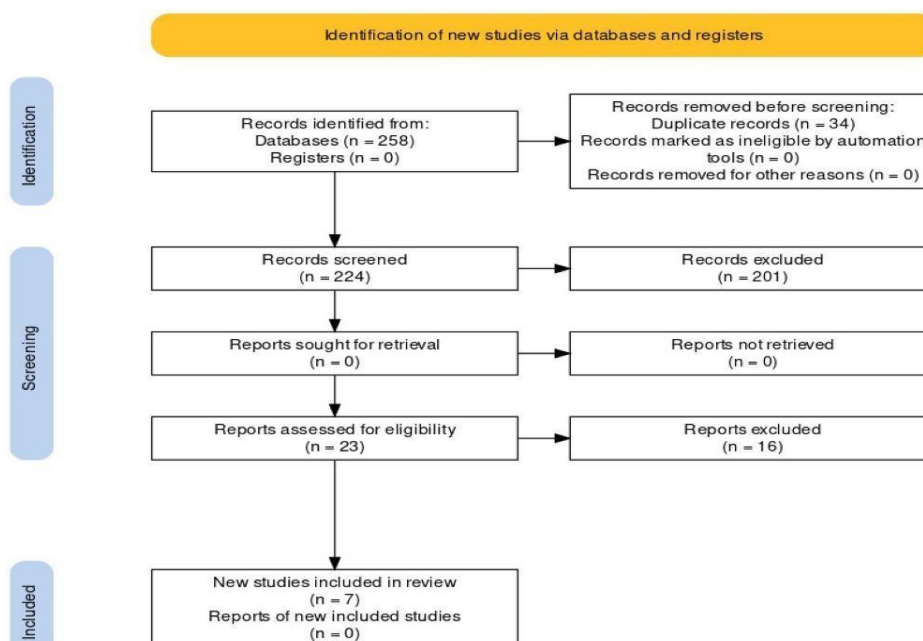 Identification of new studies via databases and registers
Identification
Records identified from:
Databases (n = 258)
Registers (n = 0)
Records removed before screening:
Duplicate records (n = 34)
Records marked as ineligible by automation
tools (n = 0)
Records removed for other reasons (n = 0)
Screening
Records screened
(n = 224)
Records excluded
(n = 201)
Reports sought for retrieval
(n = 0)
Reports not retrieved
(n = 0)
Reports assessed for eligibility
(n = 23)
Reports excluded
(n = 16)
Included
New studies included in review
(n = 7)
Reports of new included studies
(n = 0)